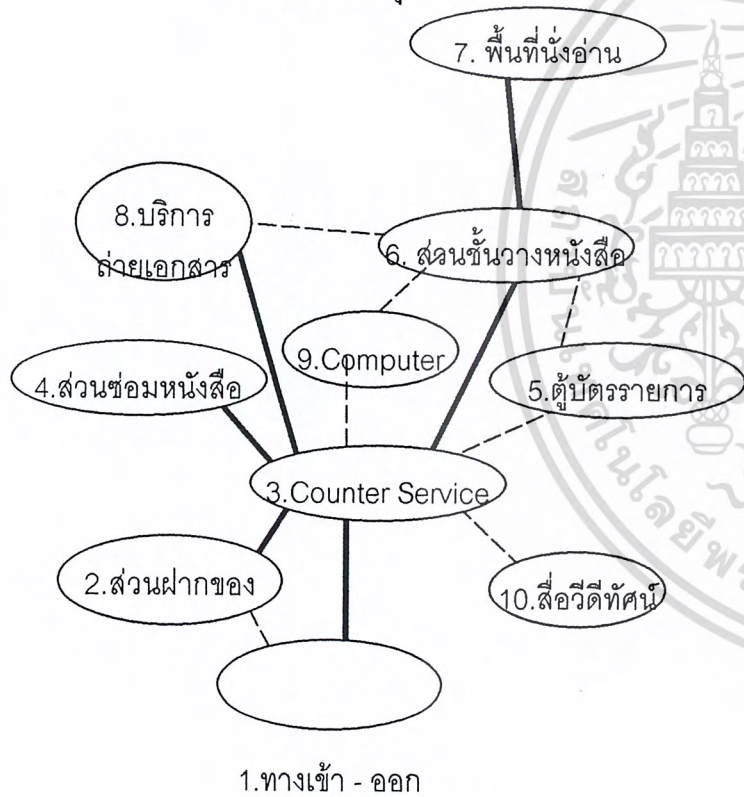 7. พื้นที่นั่งอ่าน
8.บริการ
ถ่ายเอกสาร
6. ส่วนชั้นวางหนังสือ
9.Computer
4.ส่วนซ่อมหนังสือ
5.ตู้บัตรรายการ
3.Counter Service
2.ส่วนฝากของ
10.สื่อวีดีทัศน์
1.ทางเข้า - ออก